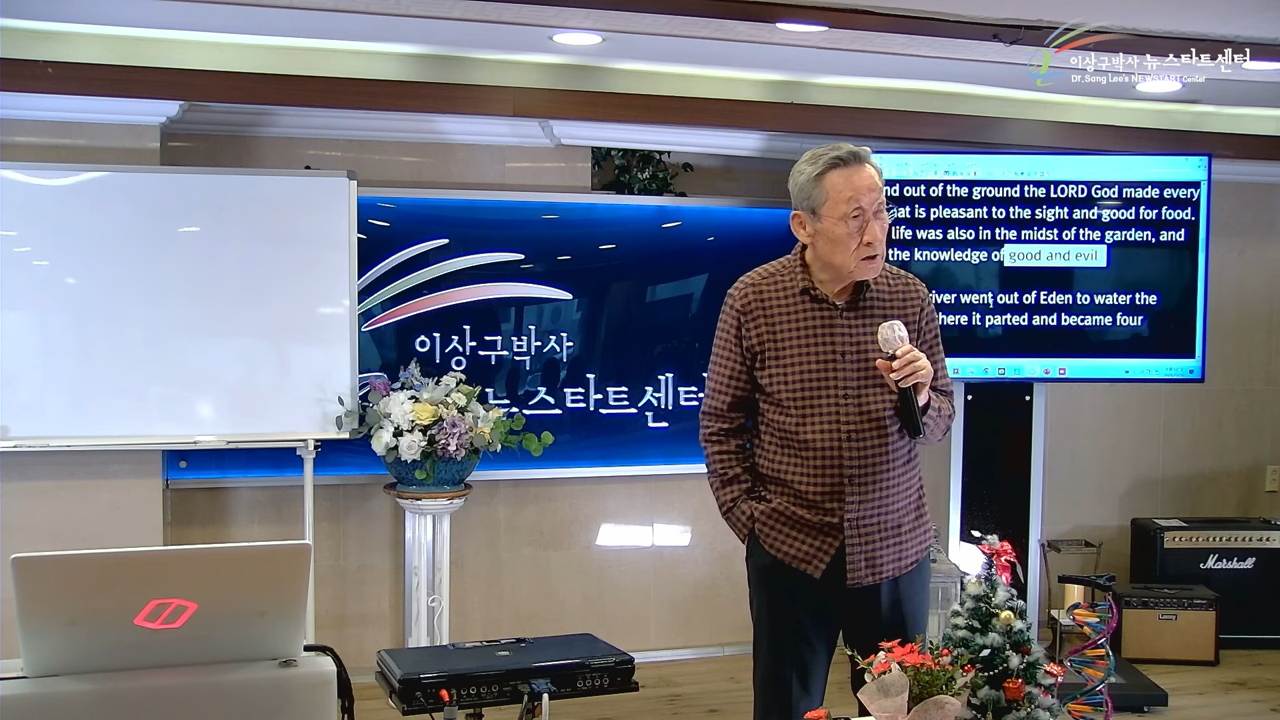 이상구박사 뉴스타트센터
Dr.Sang Lee's NEWSTART Center
nd out of the ground the LORD God made every
at is pleasant to the sight and good for food.
life was also in the midst of the garden, and
the knowledge of good and evil
river went out of Eden to water the
here it parted and became four
이상구박사
뉴스타트센터
Marshall
Laney